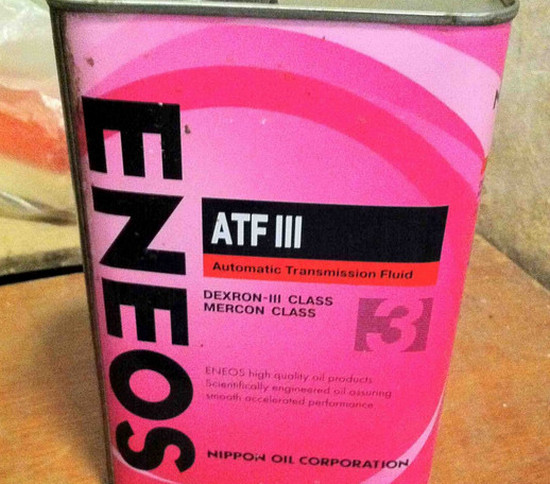 ENEOS
ATF III
Automatic Transmission Fluid
DEXRON-III CLASS
MERCON CLASS
3
ENEOS high quality oil products
Scientifically engineered oil assuring
smooth accelerated performance
NIPPON OIL CORPORATION